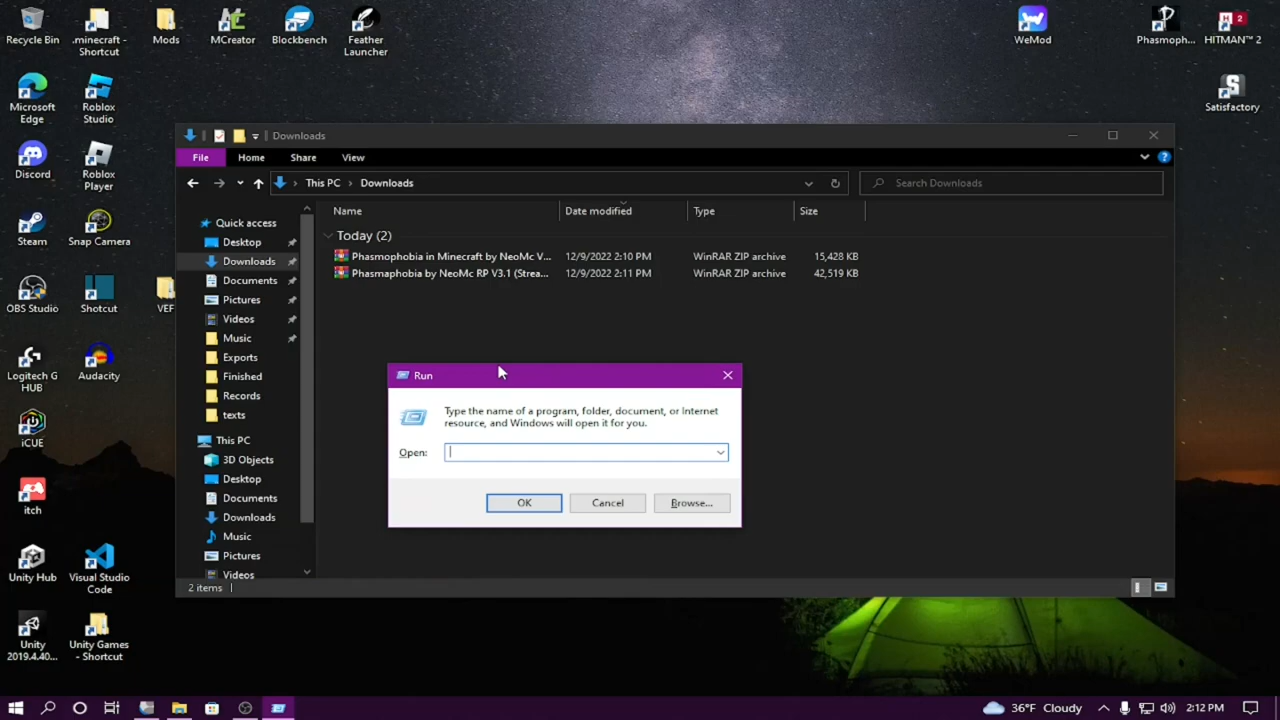 Recycle Bin
.minecraft -
Shortcut
Mods
MCreator
Blockbench
Feather
Launcher
WeMod
Phasmoph...
HITMAN™ 2
Microsoft
Edge
Roblox
Studio
Satisfactory
Discord
Roblox
Player
Steam
Snap Camera
OBS Studio
Shotcut
VEF
Logitech G
HUB
Audacity
iCUE
itch
Unity Hub
Visual Studio
Code
Unity
2019.4.40...
Unity Games
- Shortcut
Downloads
File
Home
Share
View
This PC
Downloads
Search Downloads
Name
Date modified
Type
Size
Today (2)
Phasmophobia in Minecraft by NeoMc V... 12/9/2022 2:10 PM WinRAR ZIP archive 15,428 KB
Phasmaphobia by NeoMc RP V3.1 (Strea... 12/9/2022 2:11 PM WinRAR ZIP archive 42,519 KB
Quick access
Desktop
Downloads
Documents
Pictures
Videos
Music
Exports
Finished
Records
texts
This PC
3D Objects
Desktop
Documents
Downloads
Music
Pictures
Videos
2 items
Run
Type the name of a program, folder, document, or Internet
resource, and Windows will open it for you.
Open:
OK
Cancel
Browse...
36°F Cloudy
2:12 PM